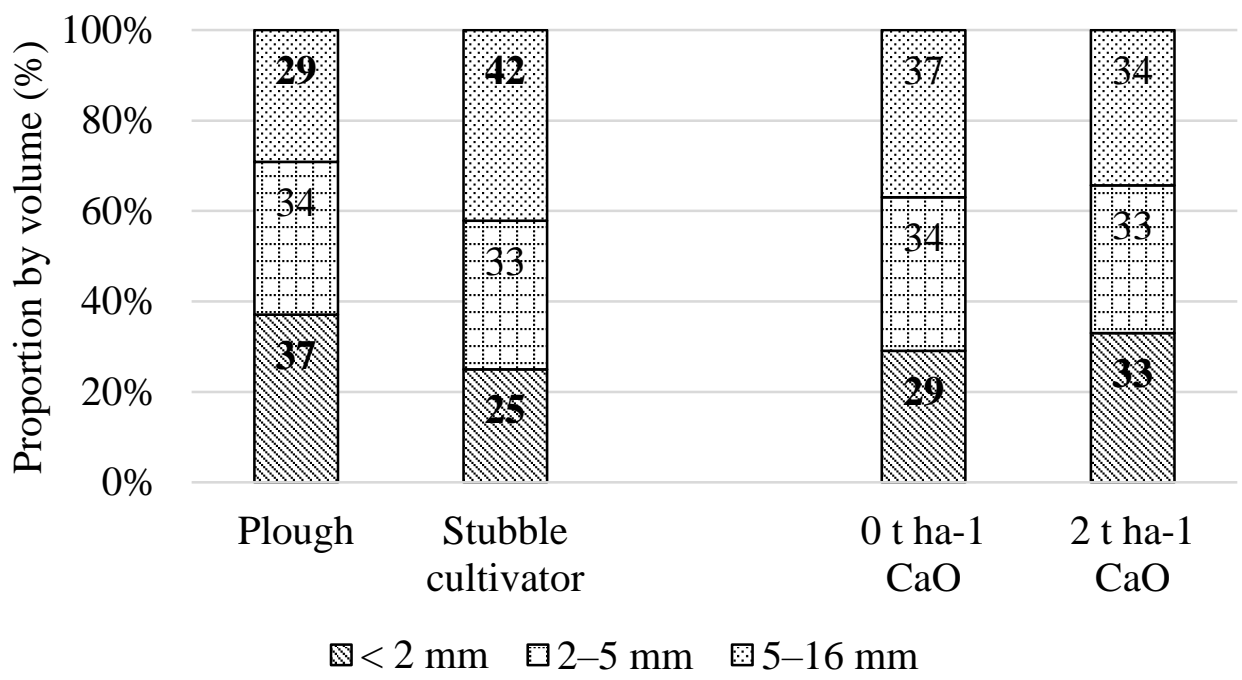 Proportion by volume (%)
100%
80%
60%
40%
20%
0%
29
34
37
42
33
25
37
34
29
34
33
33
Plough
Stubble
cultivator
0 t ha-1
CaO
2 t ha-1
CaO
< 2 mm
2–5 mm
5–16 mm